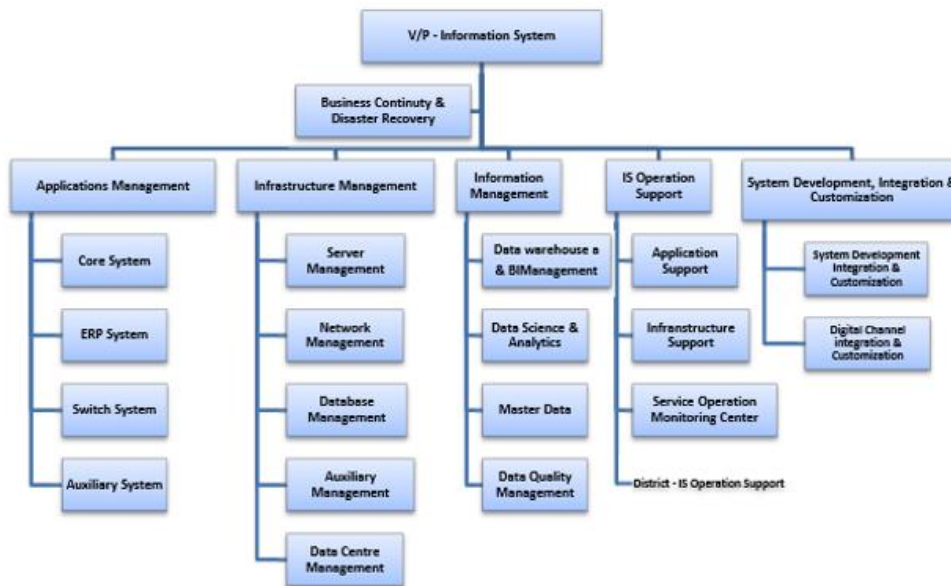 V/P - Information System
Business Continuty &
Disaster Recovery
Applications Management
Core System
ERP System
Switch System
Auxiliary System
Infrastructure Management
Server
Management
Network
Management
Database
Management
Auxiliary
Management
Data Centre
Management
Information
Management
Data warehouse a
& BIManagement
Data Science &
Analytics
Master Data
Data Quality
Management
IS Operation
Support
Application
Support
Infranstructure
Support
Service Operation
Monitoring Center
District - IS Operation Support
System Development, Integration &
Customization
System Development
Integration &
Customization
Digital Channel
integration &
Customization